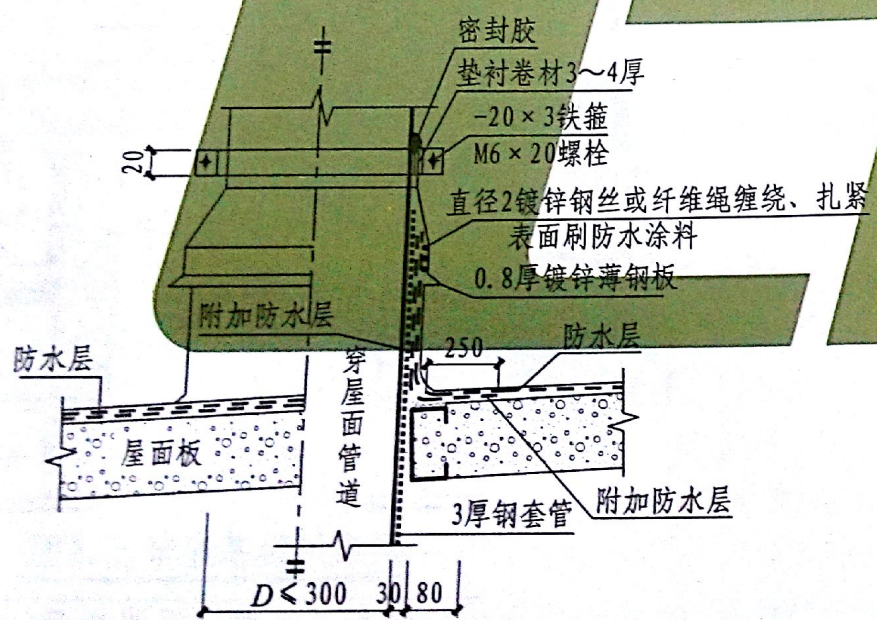 密封胶
垫衬卷材3～4厚
-20×3铁箍
M6×20螺栓
20
直径2镀锌钢丝或纤维绳缠绕、扎紧
表面刷防水涂料
0.8厚镀锌薄钢板
附加防水层
防水层
250
防水层
穿屋面管道
屋面板
附加防水层
3厚钢套管
D≤300
30
80